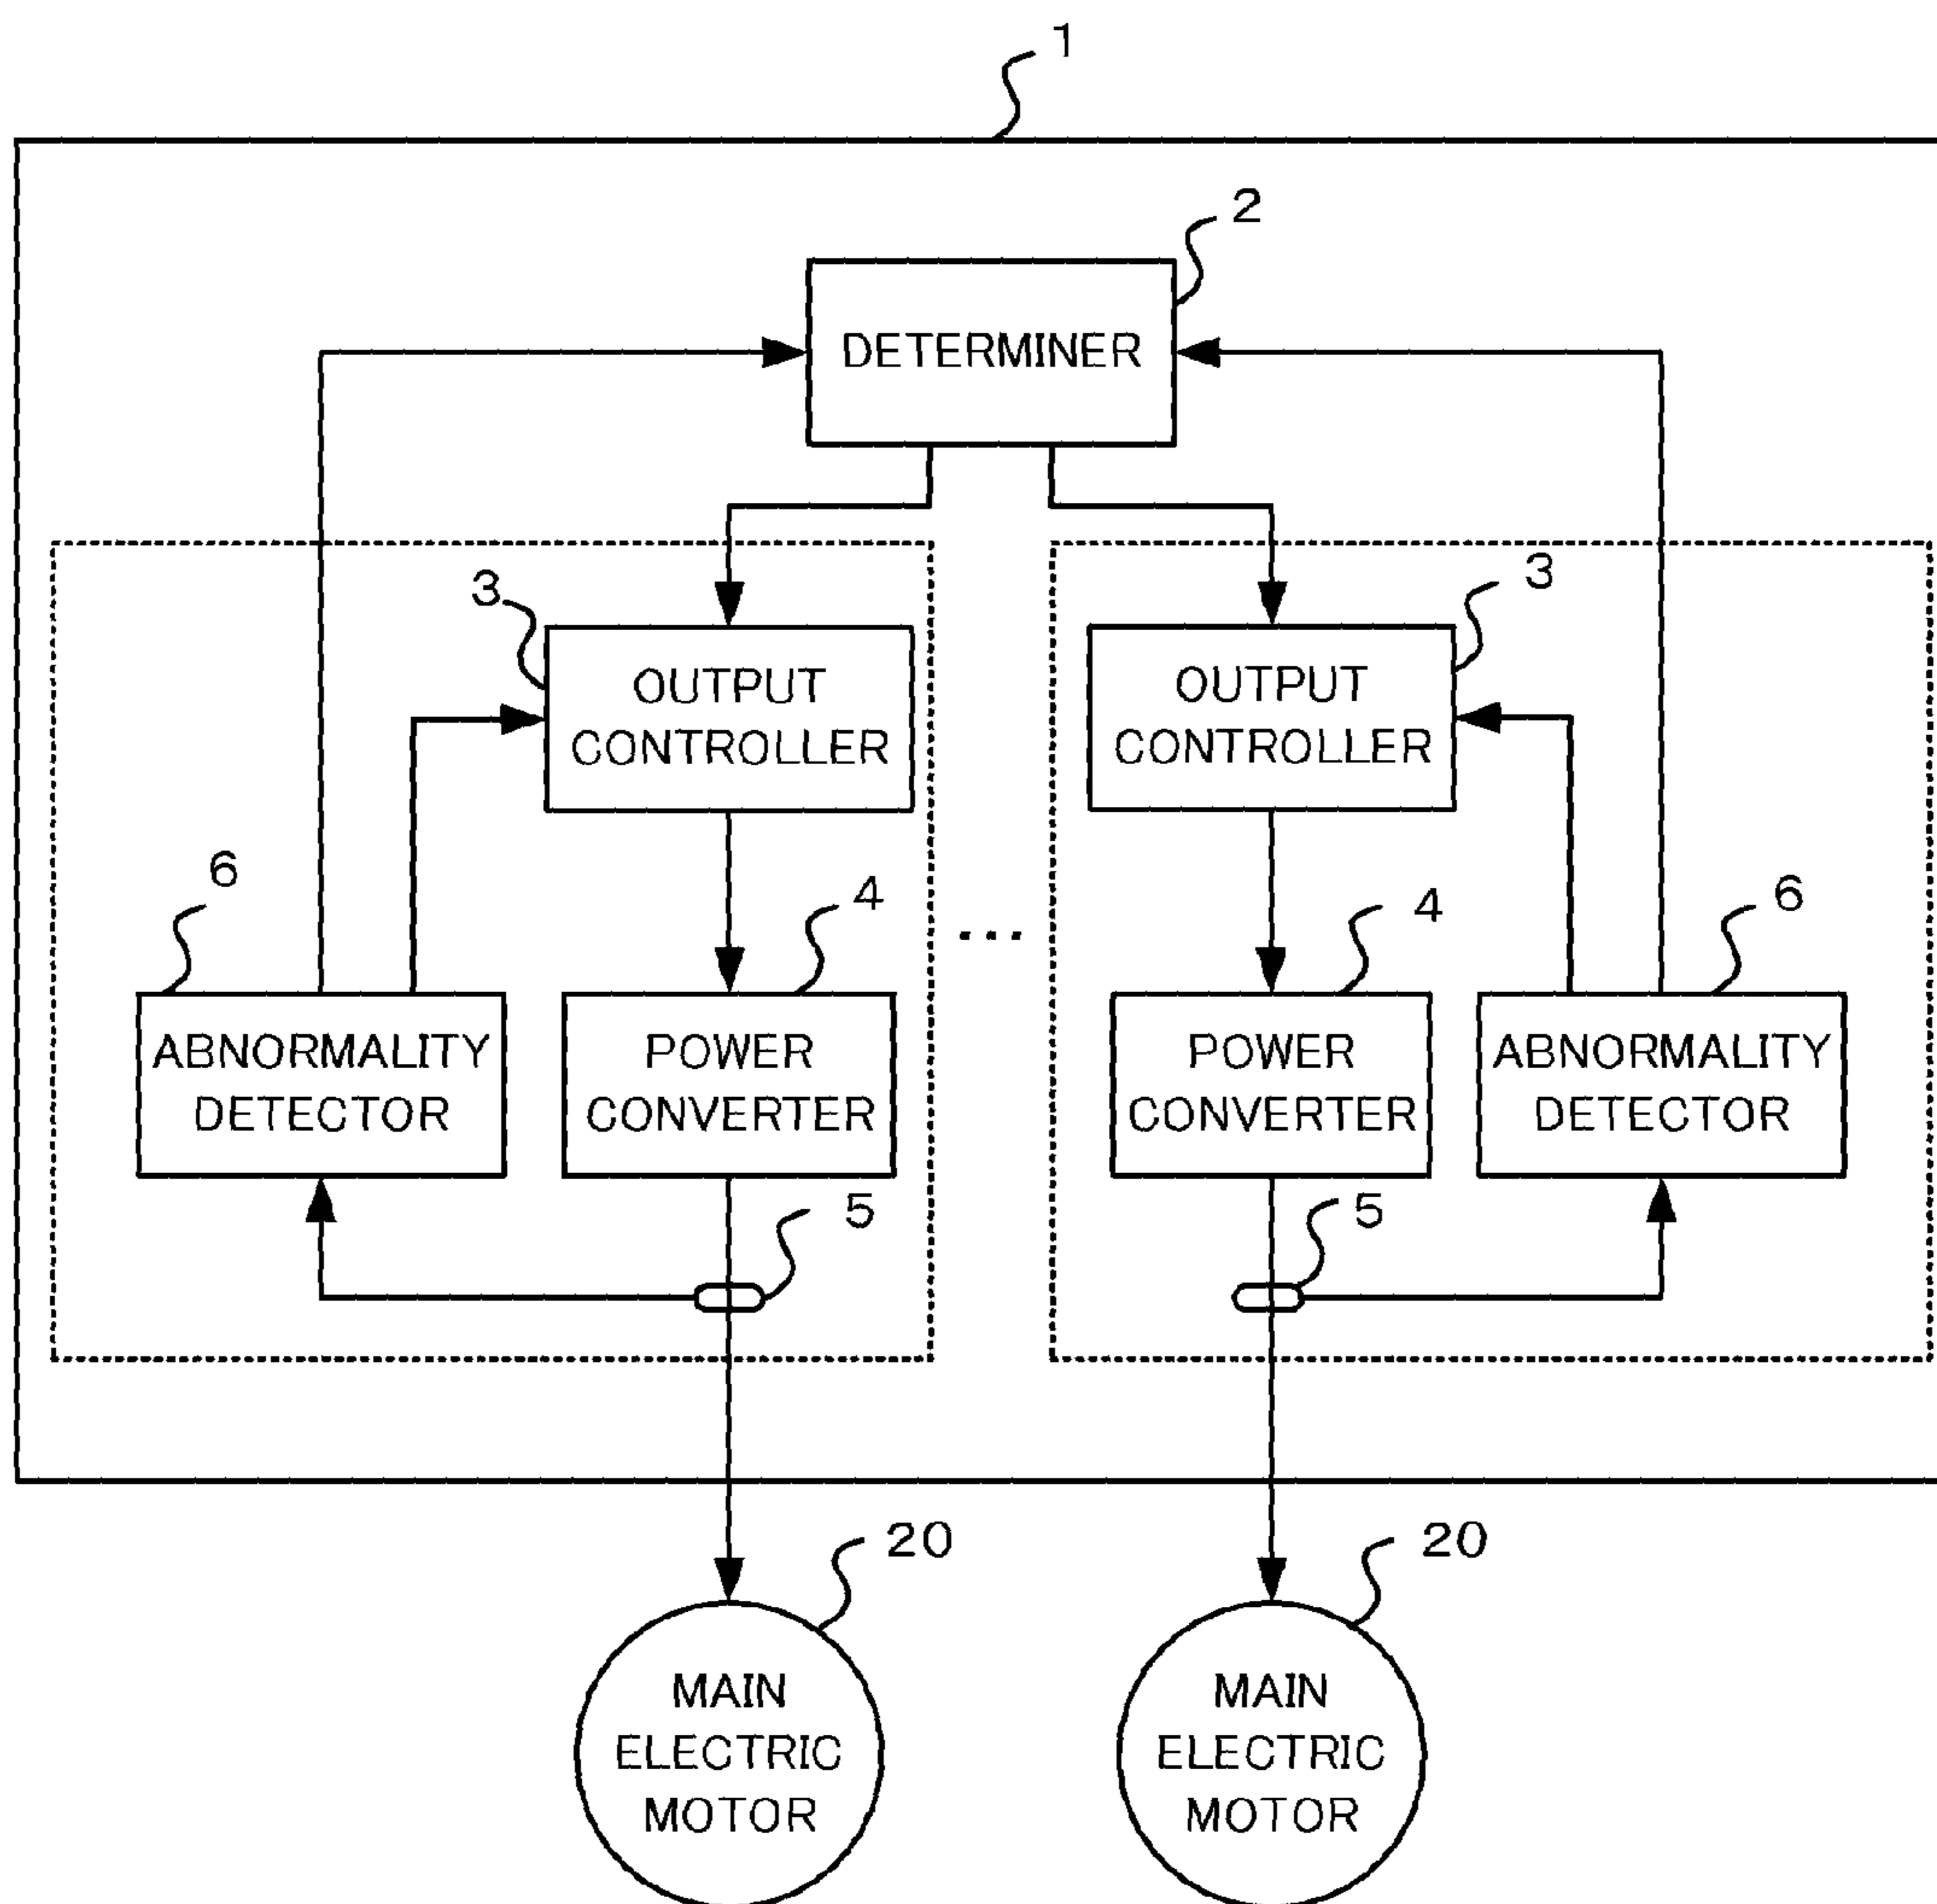 1
2
DETERMINER
3
OUTPUT
CONTROLLER
3
OUTPUT
CONTROLLER
6
ABNORMALITY
DETECTOR
4
POWER
CONVERTER
...
4
POWER
CONVERTER
6
ABNORMALITY
DETECTOR
5
5
20
MAIN
ELECTRIC
MOTOR
20
MAIN
ELECTRIC
MOTOR